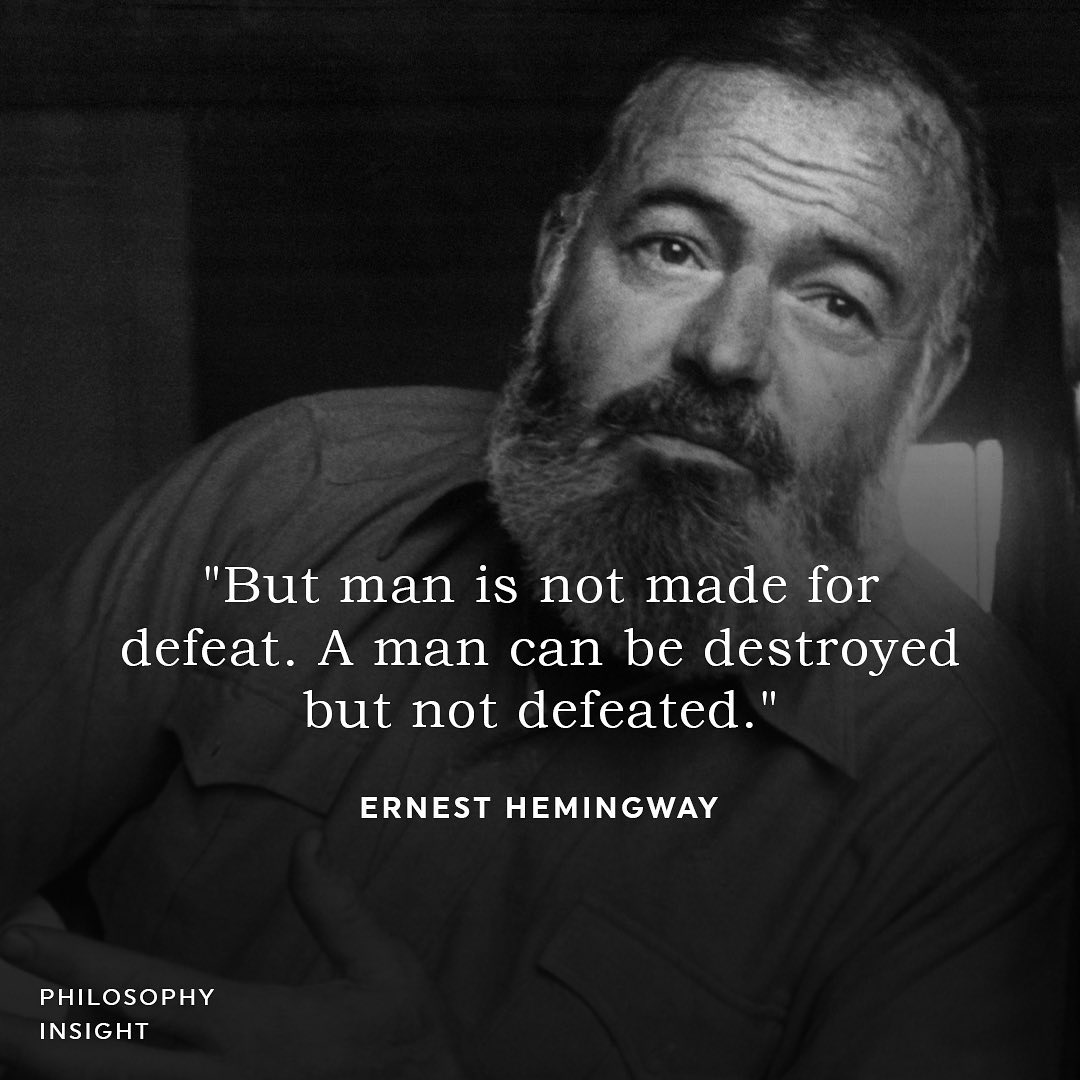 "But man is not made for
defeat. A man can be destroyed
but not defeated."
ERNEST HEMINGWAY
PHILOSOPHY
INSIGHT